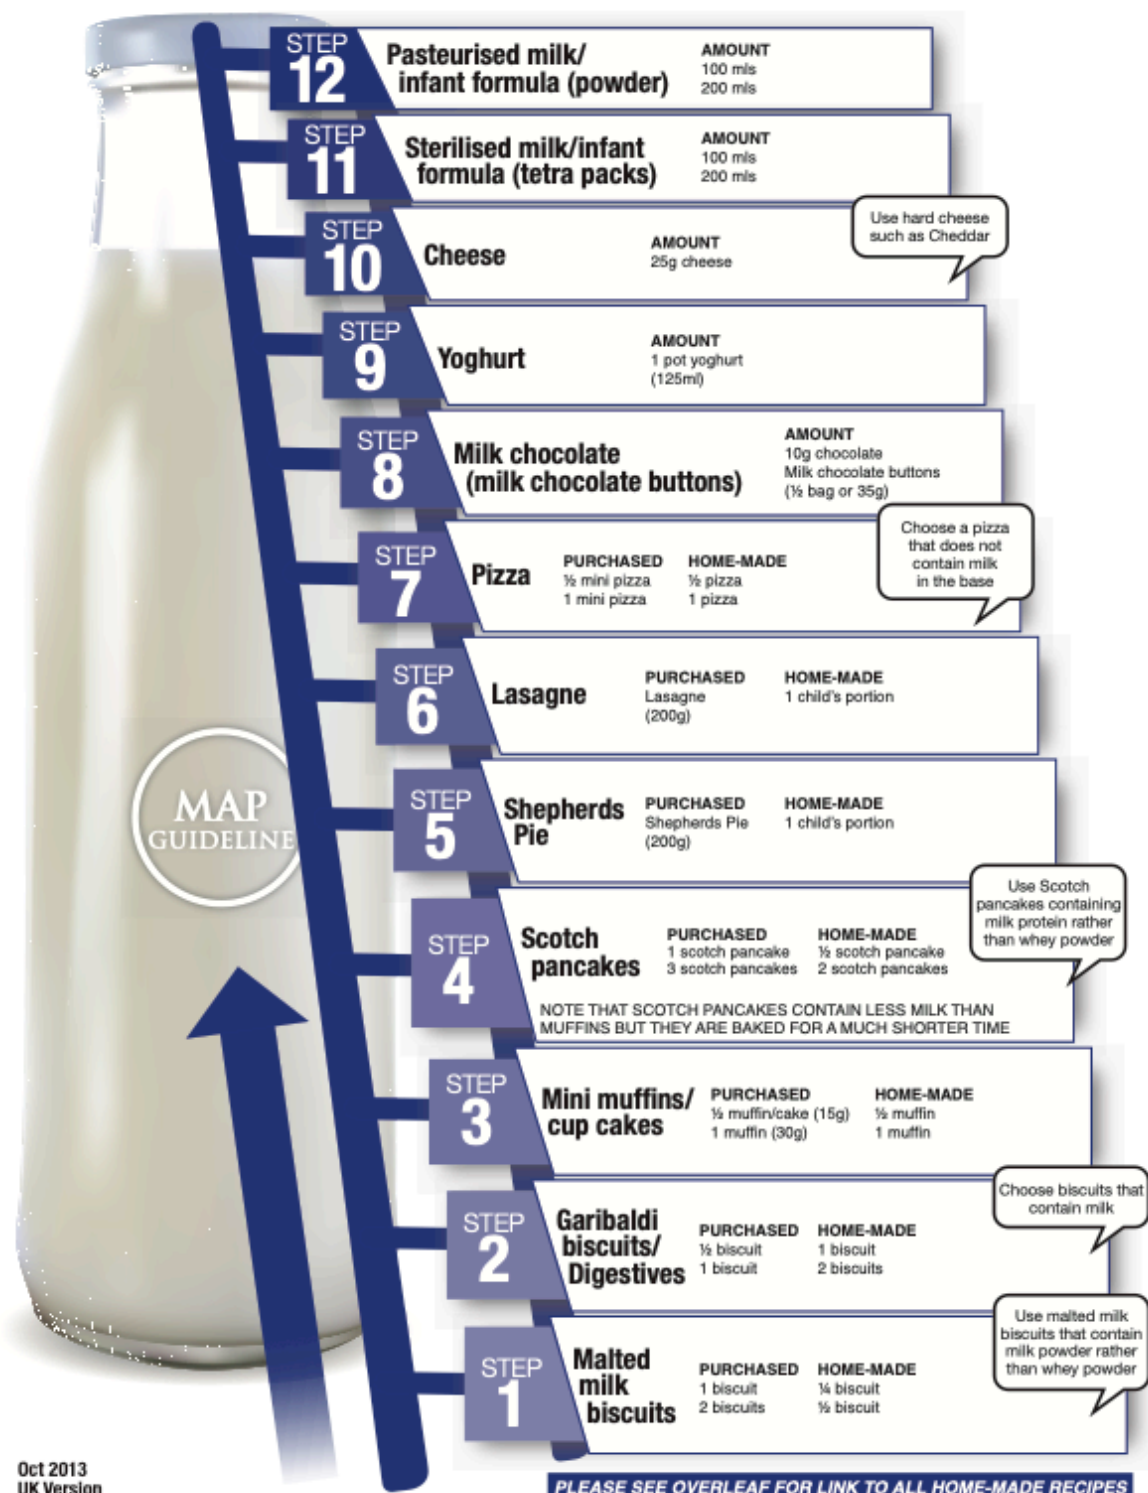 STEP
12
Pasteurised milk/
infant formula (powder)
AMOUNT
100 mls
200 mls
STEP
11
Sterilised milk/infant
formula (tetra packs)
AMOUNT
100 mls
200 mls
STEP
10
Cheese
AMOUNT
25g cheese
Use hard cheese
such as Cheddar
STEP
9
Yoghurt
AMOUNT
1 pot yoghurt
(125ml)
STEP
8
Milk chocolate
(milk chocolate buttons)
AMOUNT
10g chocolate
Milk chocolate buttons
(½ bag or 35g)
STEP
7
Pizza
PURCHASED
½ mini pizza
1 mini pizza
HOME-MADE
½ pizza
1 pizza
Choose a pizza
that does not
contain milk
in the base
STEP
6
Lasagne
PURCHASED
Lasagne
(200g)
HOME-MADE
1 child's portion
MAP
GUIDELINE
STEP
5
Shepherds
Pie
PURCHASED
Shepherds Pie
(200g)
HOME-MADE
1 child's portion
STEP
4
Scotch
pancakes
PURCHASED
1 scotch pancake
3 scotch pancakes
HOME-MADE
½ scotch pancake
2 scotch pancakes
Use Scotch
pancakes containing
milk protein rather
than whey powder
NOTE THAT SCOTCH PANCAKES CONTAIN LESS MILK THAN
MUFFINS BUT THEY ARE BAKED FOR A MUCH SHORTER TIME
STEP
3
Mini muffins/
cup cakes
PURCHASED
½ muffin/cake (15g)
1 muffin (30g)
HOME-MADE
½ muffin
1 muffin
STEP
2
Garibaldi
biscuits/
Digestives
PURCHASED
½ biscuit
1 biscuit
HOME-MADE
1 biscuit
2 biscuits
Choose biscuits that
contain milk
STEP
1
Malted
milk
biscuits
PURCHASED
1 biscuit
2 biscuits
HOME-MADE
¼ biscuit
½ biscuit
Use malted milk
biscuits that contain
milk powder rather
than whey powder
Oct 2013
UK Version
PLEASE SEE OVERLEAF FOR LINK TO ALL HOME-MADE RECIPES